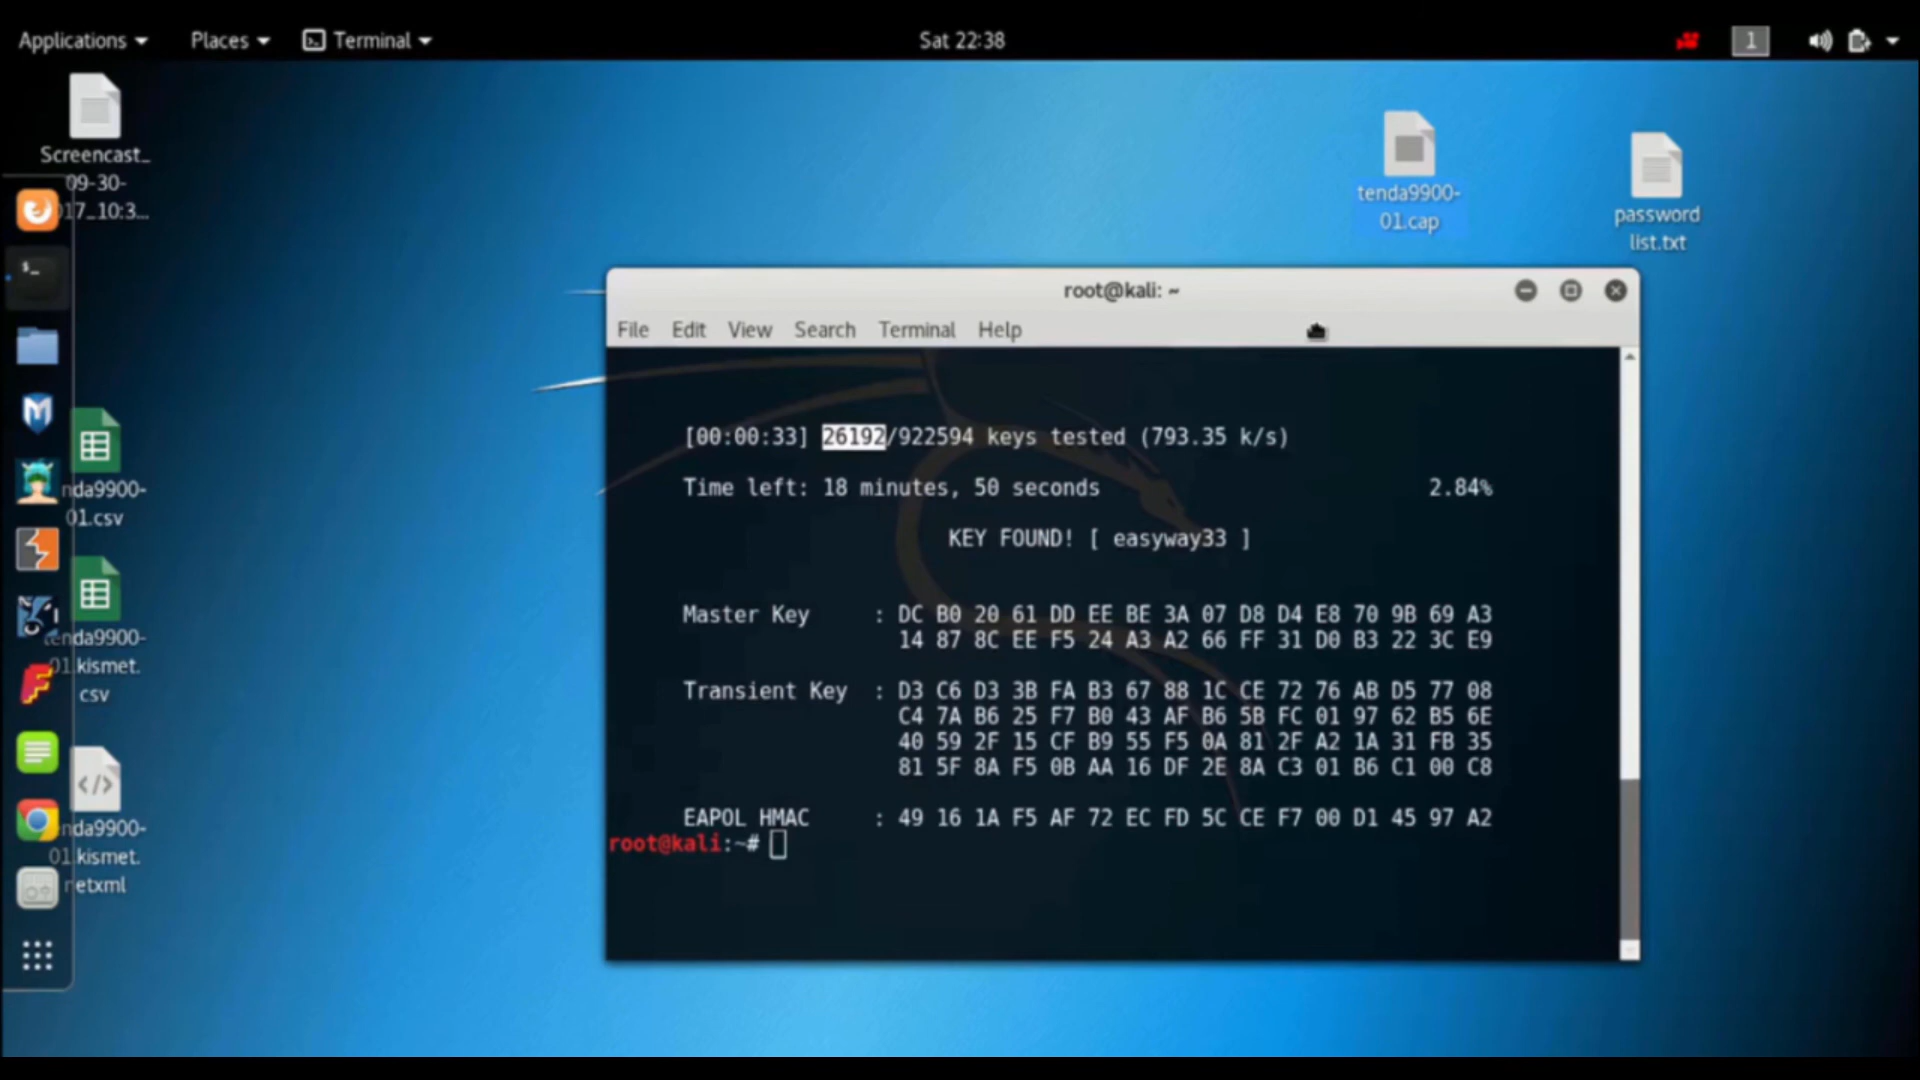 Applications Places Terminal Sat 22:38 1
Screencast_
09-30-
17_10:3...
tenda9900-
01.cap
password
list.txt
root@kali: ~
File Edit View Search Terminal Help
[00:00:33] 26192/922594 keys tested (793.35 k/s)
Time left: 18 minutes, 50 seconds 2.84%
KEY FOUND! [ easyway33 ]
Master Key : DC B0 20 61 DD EE BE 3A 07 D8 D4 E8 70 9B 69 A3
14 87 8C EE F5 24 A3 A2 66 FF 31 D0 B3 22 3C E9
Transient Key : D3 C6 D3 3B FA B3 67 88 1C CE 72 76 AB D5 77 08
C4 7A B6 25 F7 B0 43 AF B6 5B FC 01 97 62 B5 6E
40 59 2F 15 CF B9 55 F5 0A 81 2F A2 1A 31 FB 35
81 5F 8A F5 0B AA 16 DF 2E 8A C3 01 B6 C1 00 C8
EAPOL HMAC : 49 16 1A F5 AF 72 EC FD 5C CE F7 00 D1 45 97 A2
root@kali:~#
nda9900-
01.csv
enda9900-
01.kismet.
csv
nda9900-
01.kismet.
netxml